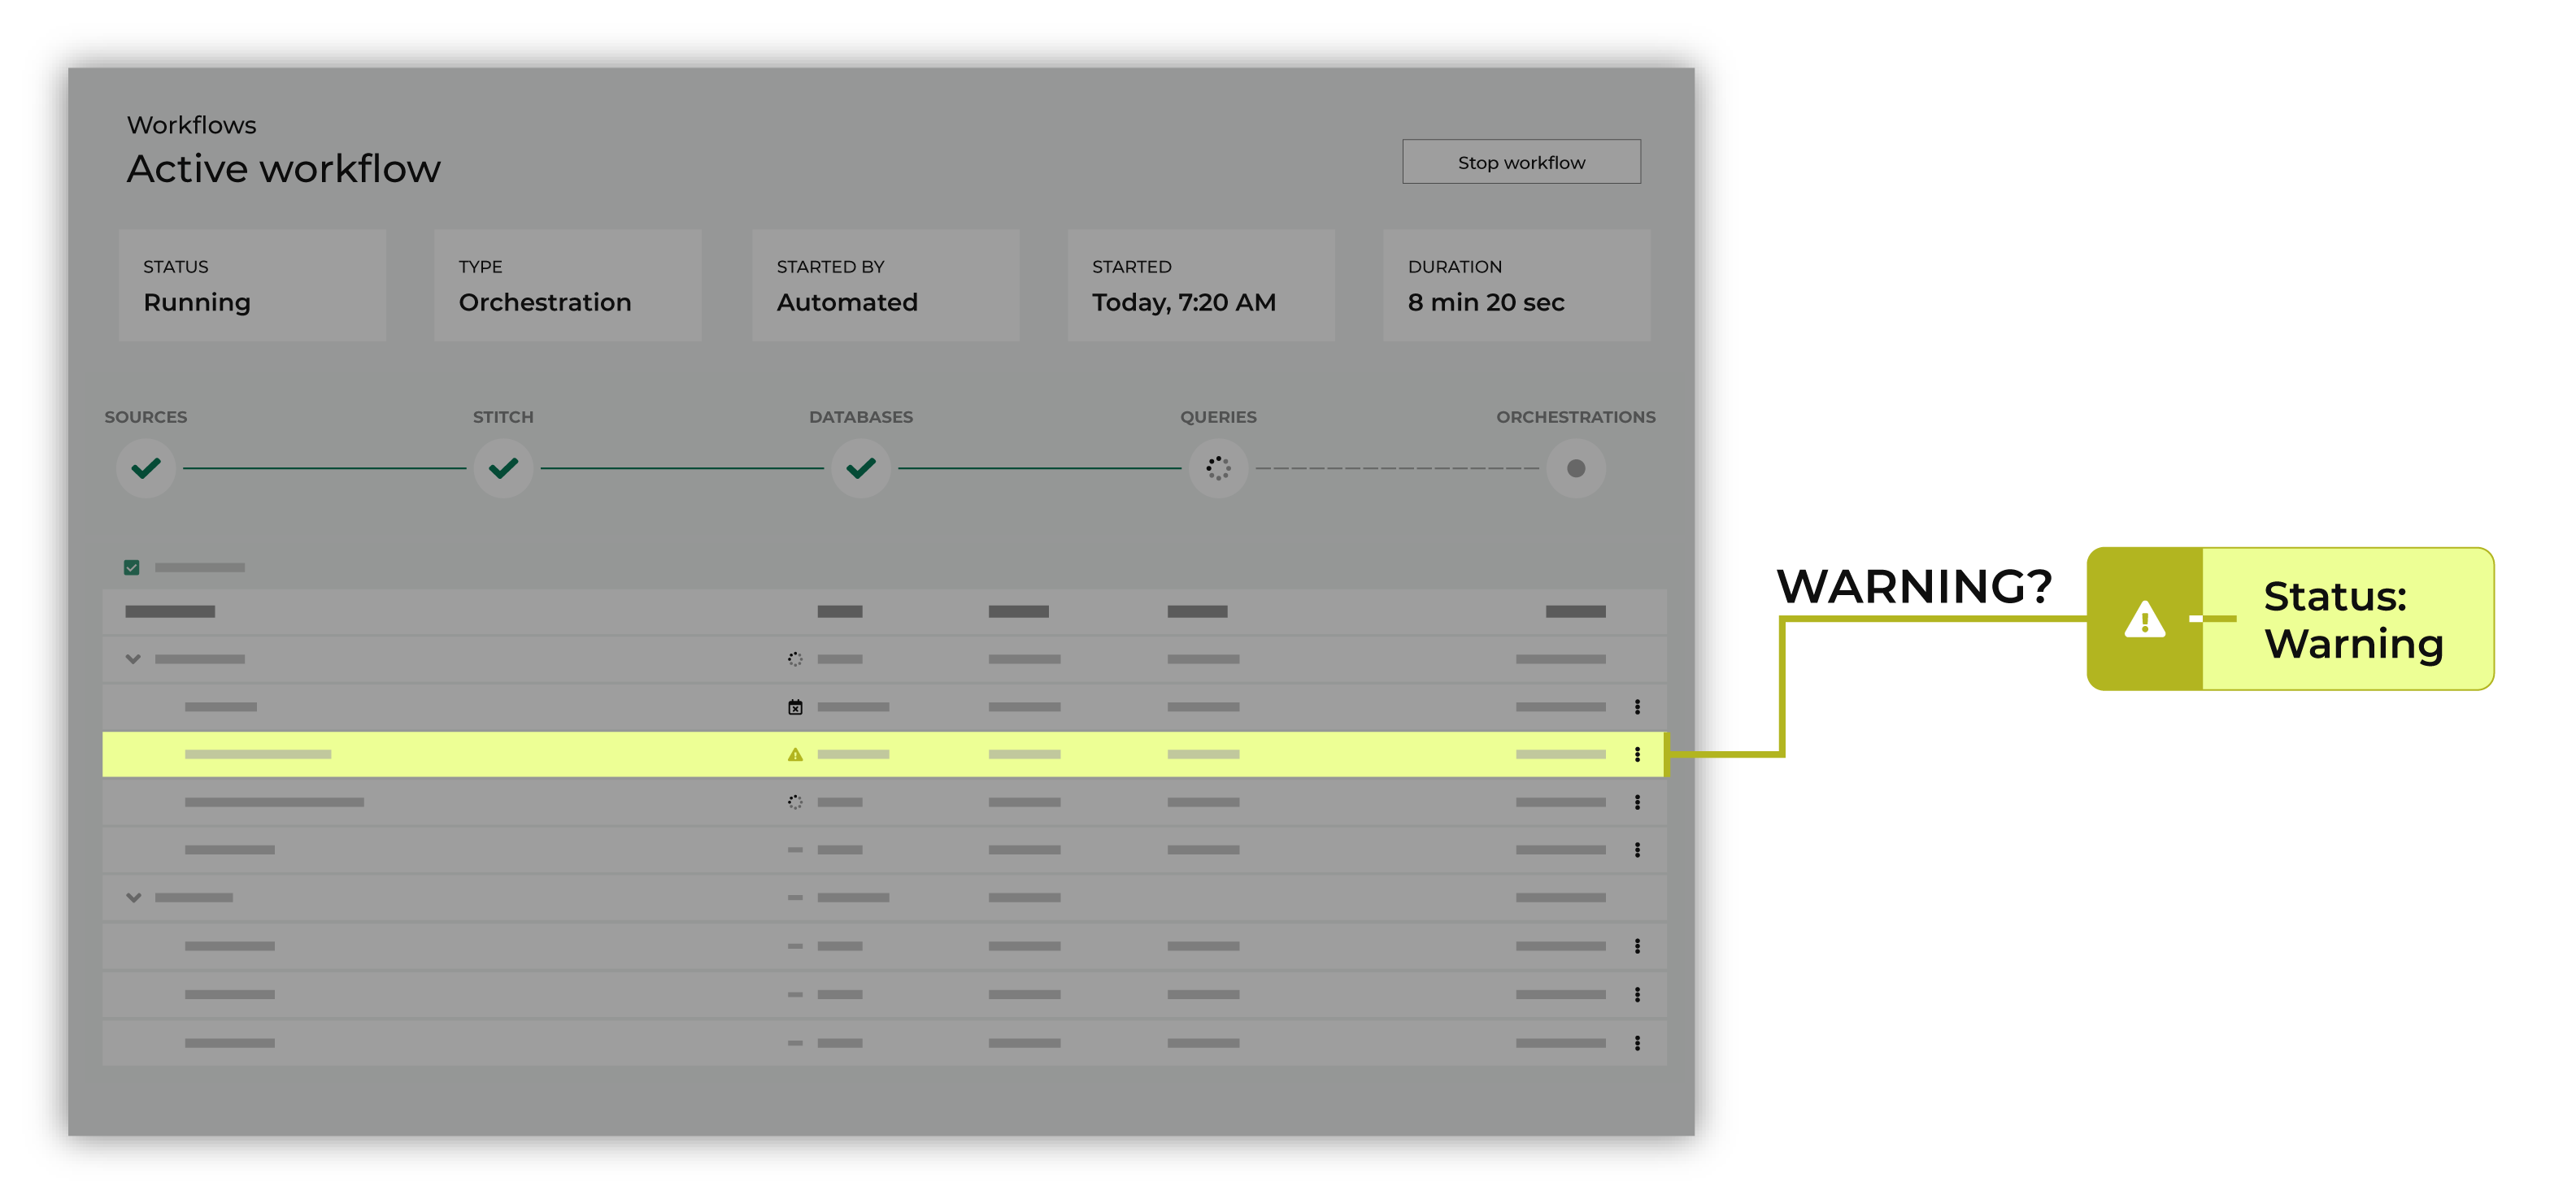 Workflows
Active workflow
Stop workflow
STATUS
Running
TYPE
Orchestration
STARTED BY
Automated
STARTED
Today, 7:20 AM
DURATION
8 min 20 sec
SOURCES
STITCH
DATABASES
QUERIES
ORCHESTRATIONS
WARNING?
Status:
Warning